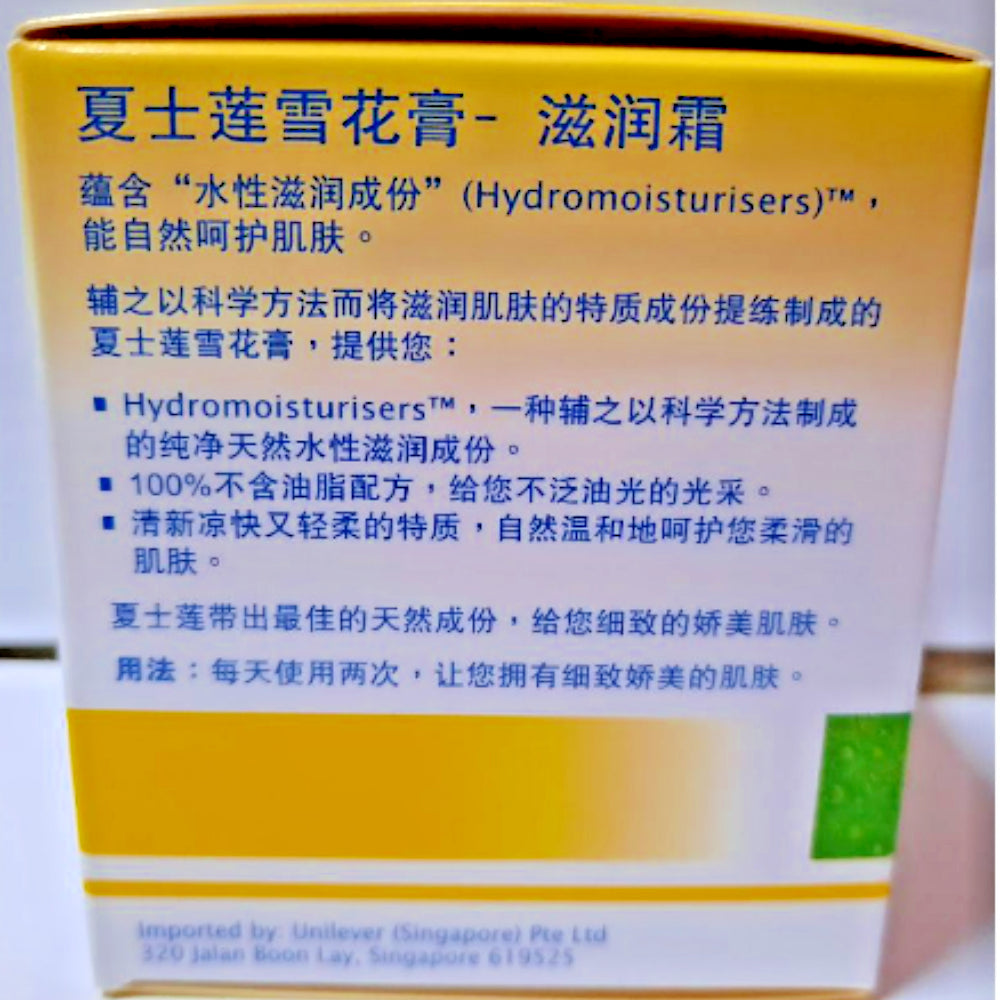 夏士莲雪花膏- 滋润霜
蕴含“水性滋润成份”(Hydromoisturisers)™，
能自然呵护肌肤。
辅之以科学方法而将滋润肌肤的特质成份提练制成的
夏士莲雪花膏，提供您：
▪ Hydromoisturisers™，一种辅之以科学方法制成
的纯净天然水性滋润成份。
▪ 100%不含油脂配方，给您不泛油光的光采。
▪ 清新凉快又轻柔的特质，自然温和地呵护您柔滑的
肌肤。
夏士莲带出最佳的天然成份，给您细致的娇美肌肤。
用法：每天使用两次，让您拥有细致娇美的肌肤。
Imported by: Unilever (Singapore) Pte Ltd
320 Jalan Boon Lay, Singapore 619525